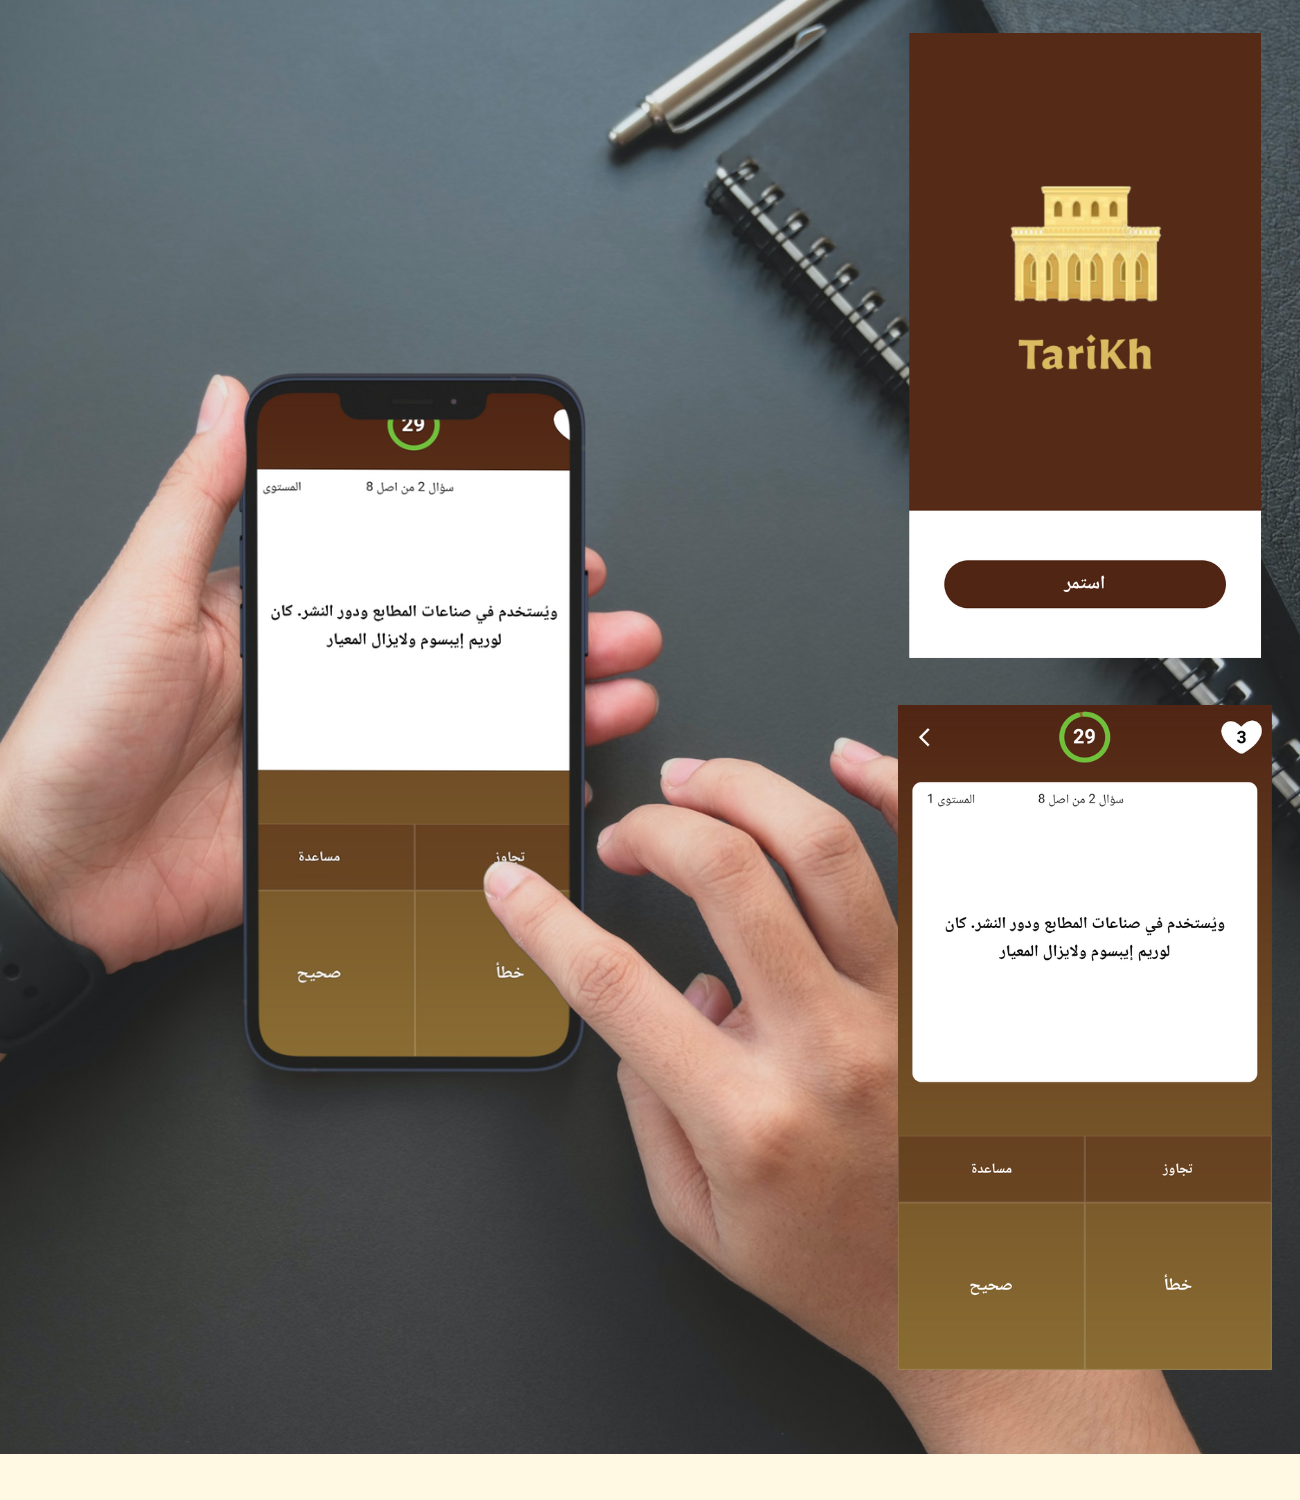 29
المستوى
سؤال 2 من اصل 8
ويُستخدم في صناعات المطابع ودور النشر. كان
لوريم إيبسوم ولايزال المعيار
مساعدة
تجاوز
صحيح
خطأ
TariKh
استمر
29
3
المستوى 1
سؤال 2 من اصل 8
ويُستخدم في صناعات المطابع ودور النشر. كان
لوريم إيبسوم ولايزال المعيار
مساعدة
تجاوز
صحيح
خطأ